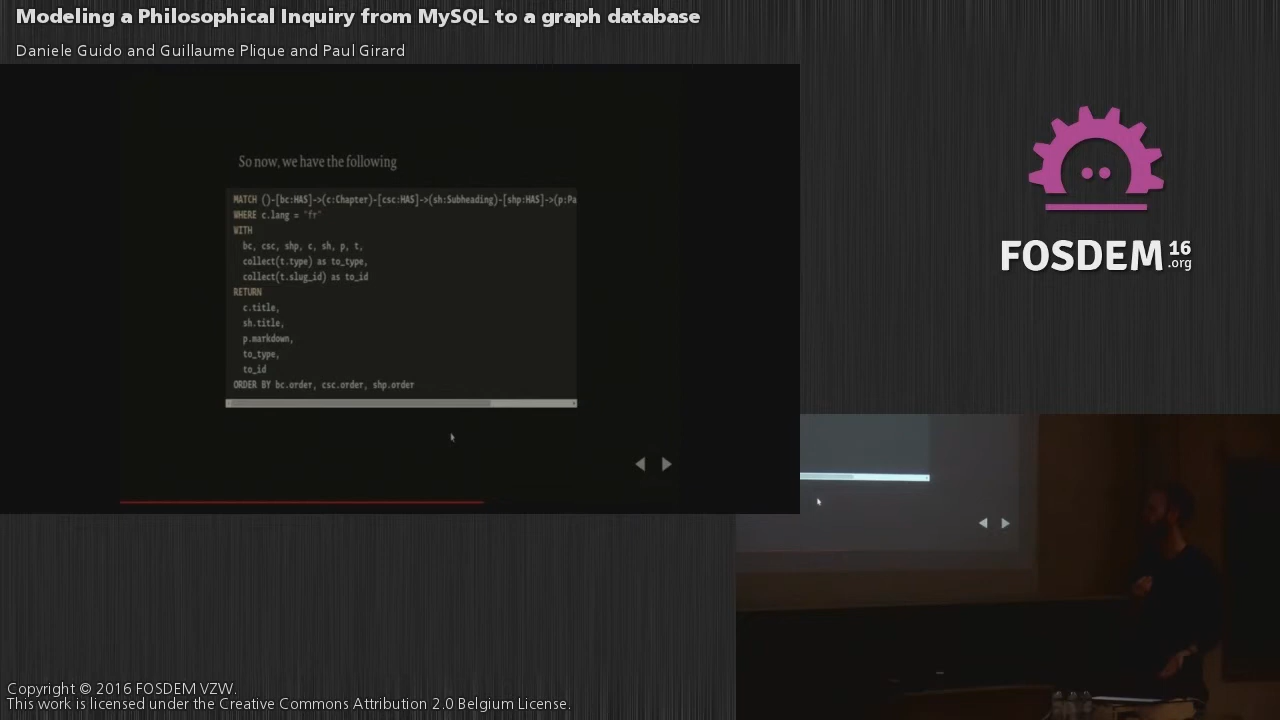 Modeling a Philosophical Inquiry from MySQL to a graph database
Daniele Guido and Guillaume Plique and Paul Girard
So now, we have the following
MATCH ()-[bc:HAS]->(c:Chapter)-[csc:HAS]->(sh:Subheading)-[shp:HAS]->(p:Pa
WHERE c.lang = "fr"
WITH
bc, csc, shp, c, sh, p, t,
collect(t.type) as to_type,
collect(t.slug_id) as to_id
RETURN
c.title,
sh.title,
p.markdown,
to_type,
to_id
ORDER BY bc.order, csc.order, shp.order
FOSDEM 16 .org
Copyright © 2016 FOSDEM VZW.
This work is licensed under the Creative Commons Attribution 2.0 Belgium License.